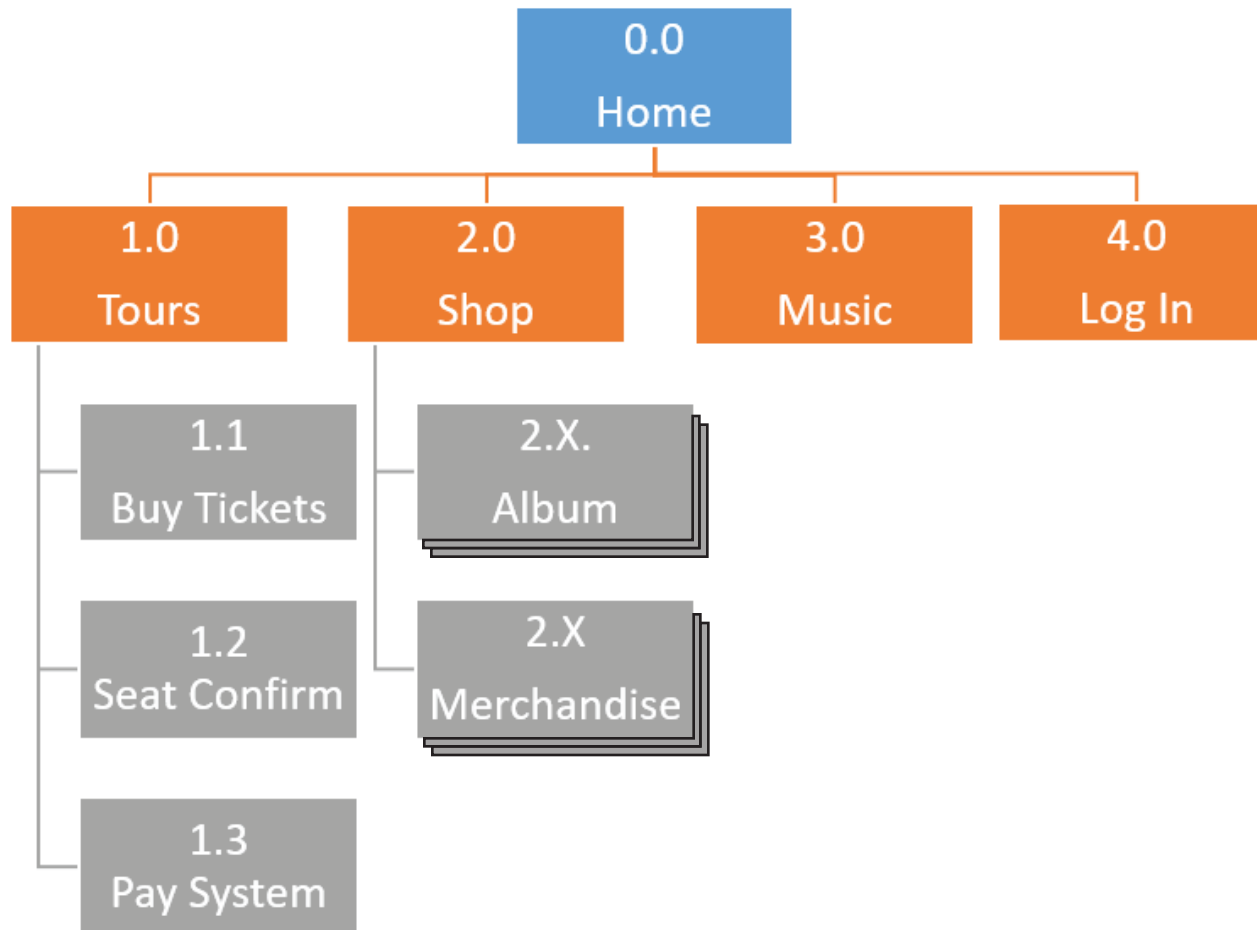 0.0
Home
1.0
Tours
2.0
Shop
3.0
Music
4.0
Log In
1.1
Buy Tickets
2.X.
Album
1.2
Seat Confirm
2.X
Merchandise
1.3
Pay System